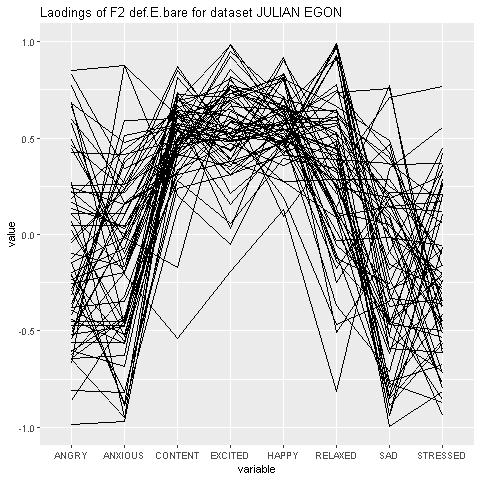 Laodings of F2 def.E.bare for dataset JULIAN EGON
1.0
0.5
value
0.0
-0.5
-1.0
ANGRY ANXIOUS CONTENT EXCITED HAPPY RELAXED SAD STRESSED
variable